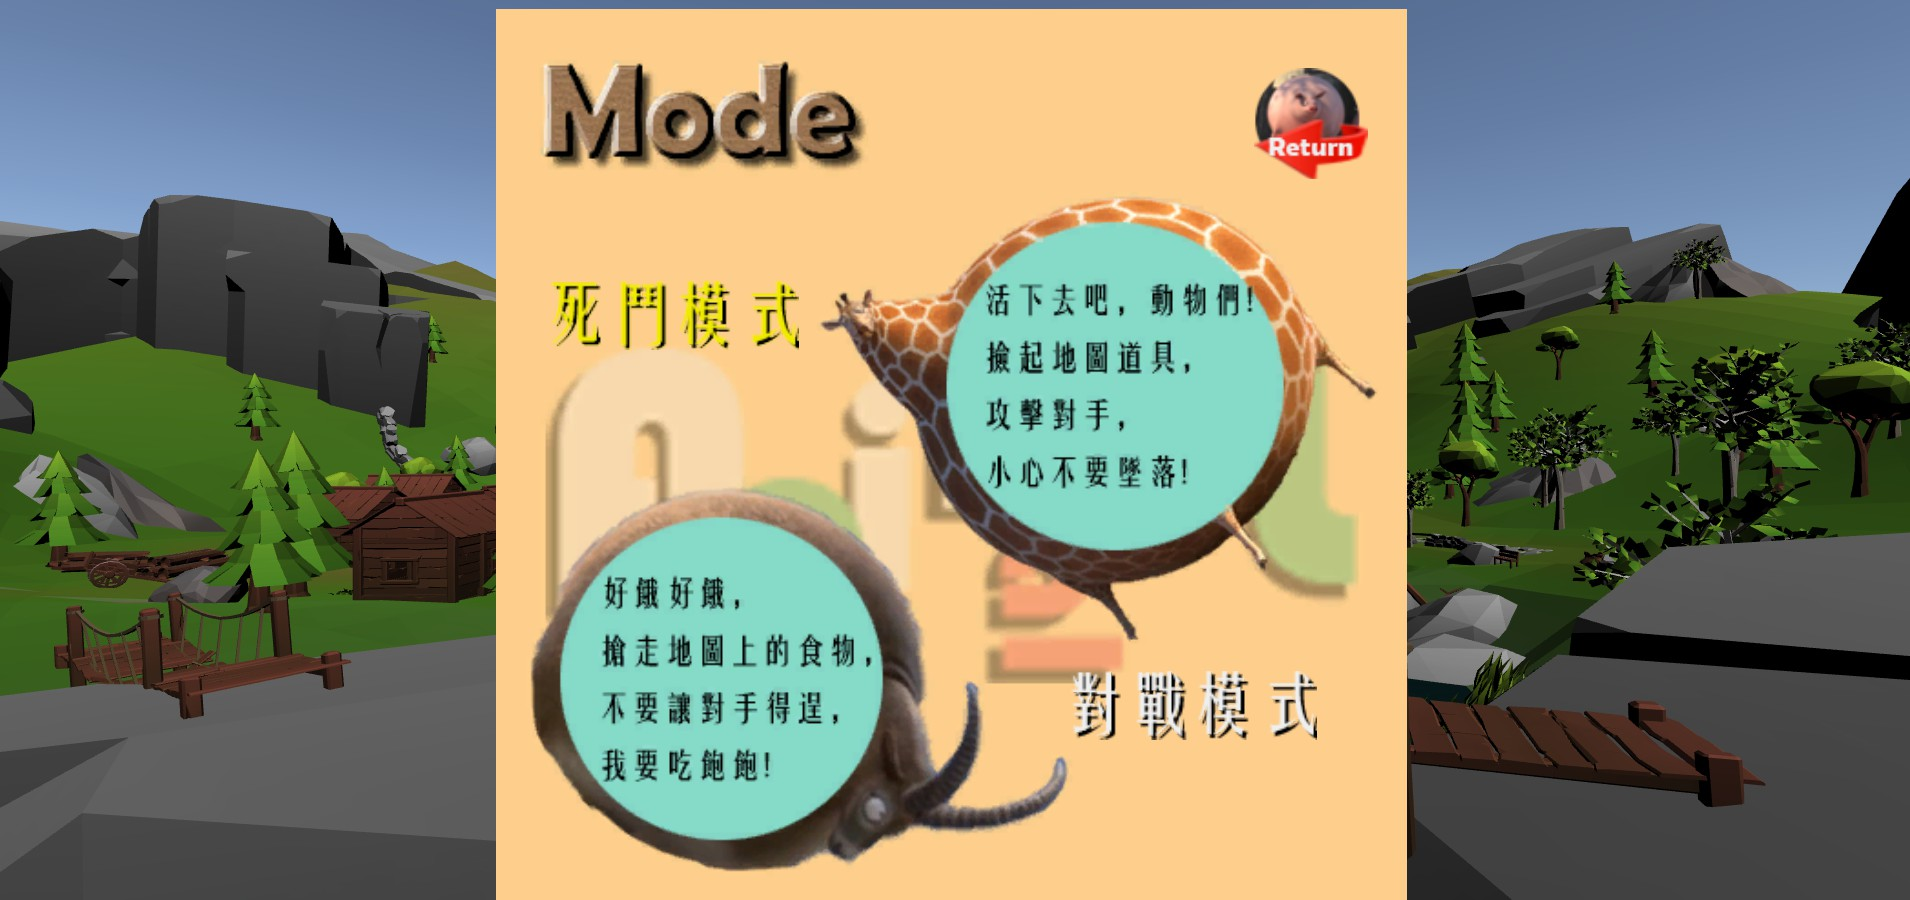 Mode
Return
死鬥模式
活下去吧，動物們!
撿起地圖道具，
攻擊對手，
小心不要墜落!
好餓好餓，
搶走地圖上的食物，
不要讓對手得逞，
我要吃飽飽!
對戰模式